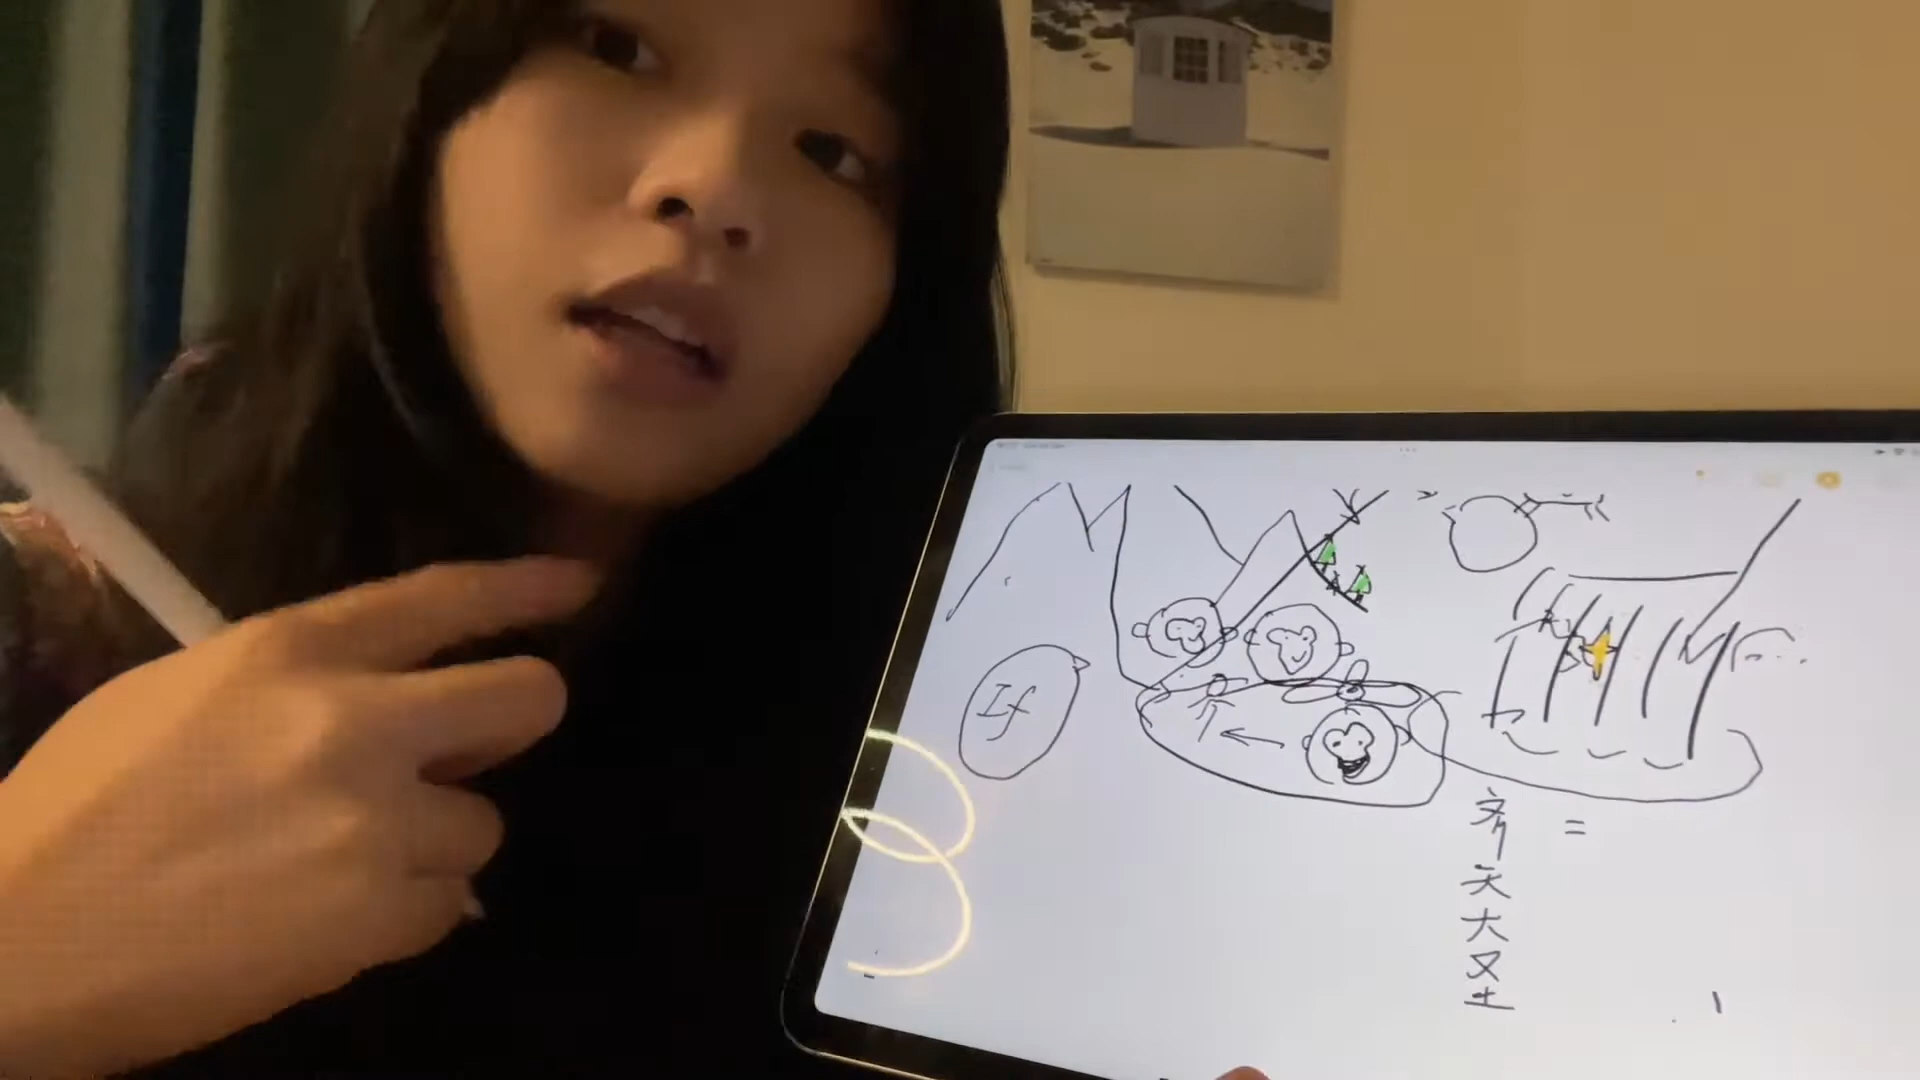 If
齐 =
天
大
圣